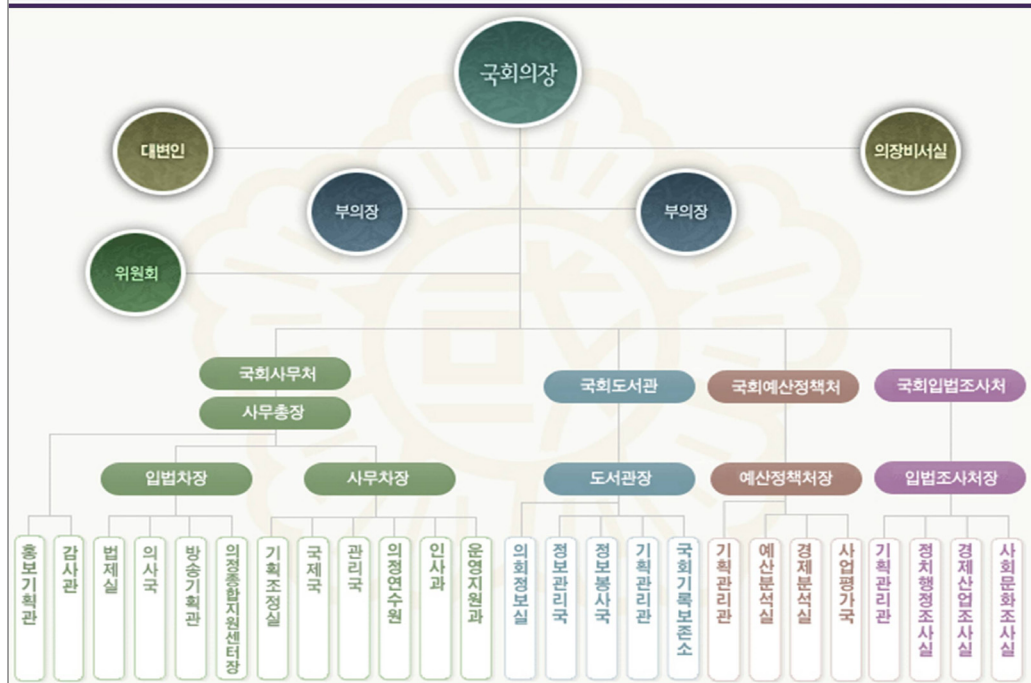 국회의장
대변인
의장비서실
부의장
부의장
위원회
국회사무처
국회도서관
국회예산정책처
국회입법조사처
사무총장
입법차장
사무차장
도서관장
예산정책처장
입법조사처장
홍보기획관
감사관
법제실
의사국
방송기획관
의정종합지원센터장
기획조정실
국제국
관리국
의정연수원
인사과
운영지원과
의회정보실
정보관리국
정보봉사국
기획관리관
국회기록보존소
기획관리관
예산분석실
경제분석실
사업평가국
기획관리관
정치행정조사실
경제산업조사실
사회문화조사실